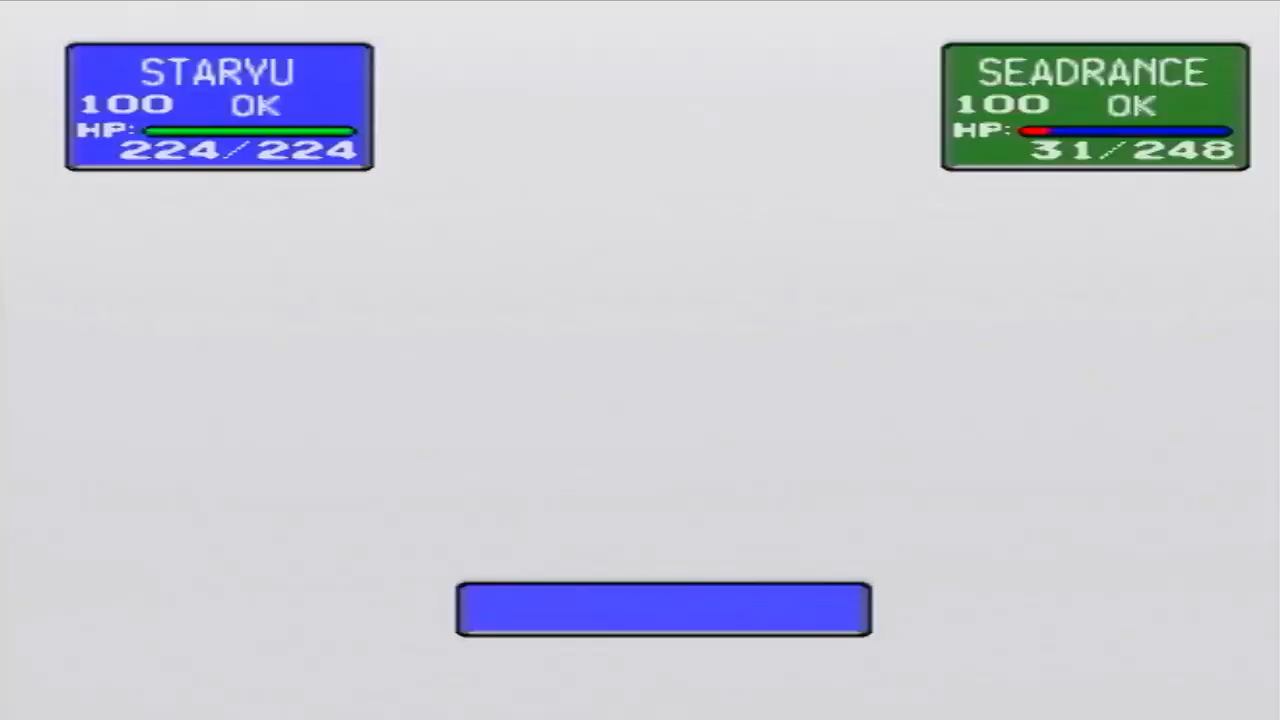 STARYU
100 OK
HP:
224/224
SEADRANCE
100 OK
HP:
31/248